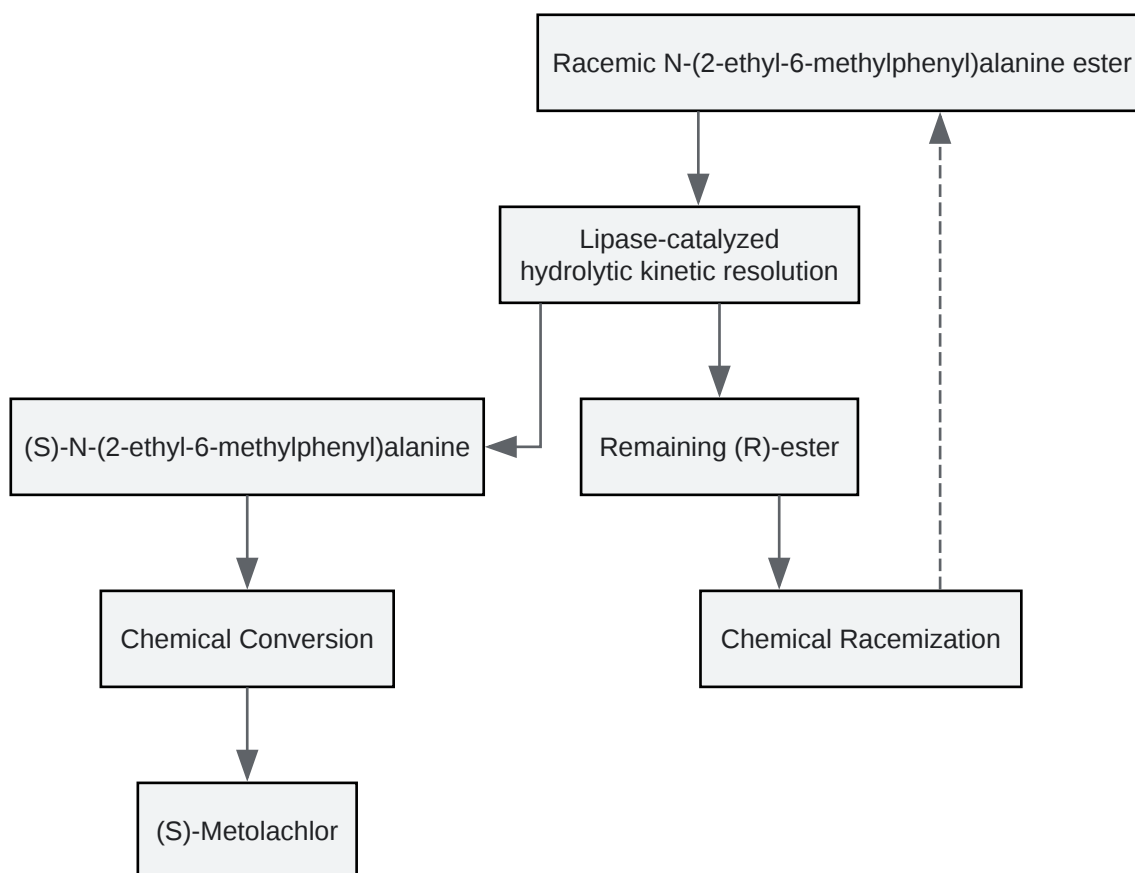 Racemic N-(2-ethyl-6-methylphenyl)alanine ester
Lipase-catalyzed
hydrolytic kinetic resolution
(S)-N-(2-ethyl-6-methylphenyl)alanine
Remaining (R)-ester
Chemical Conversion
Chemical Racemization
(S)-Metolachlor